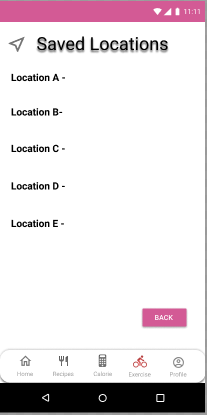 11:11
Saved Locations
Location A -
Location B-
Location C -
Location D -
Location E -
BACK
Home Recipes Calorie Exercise Profile